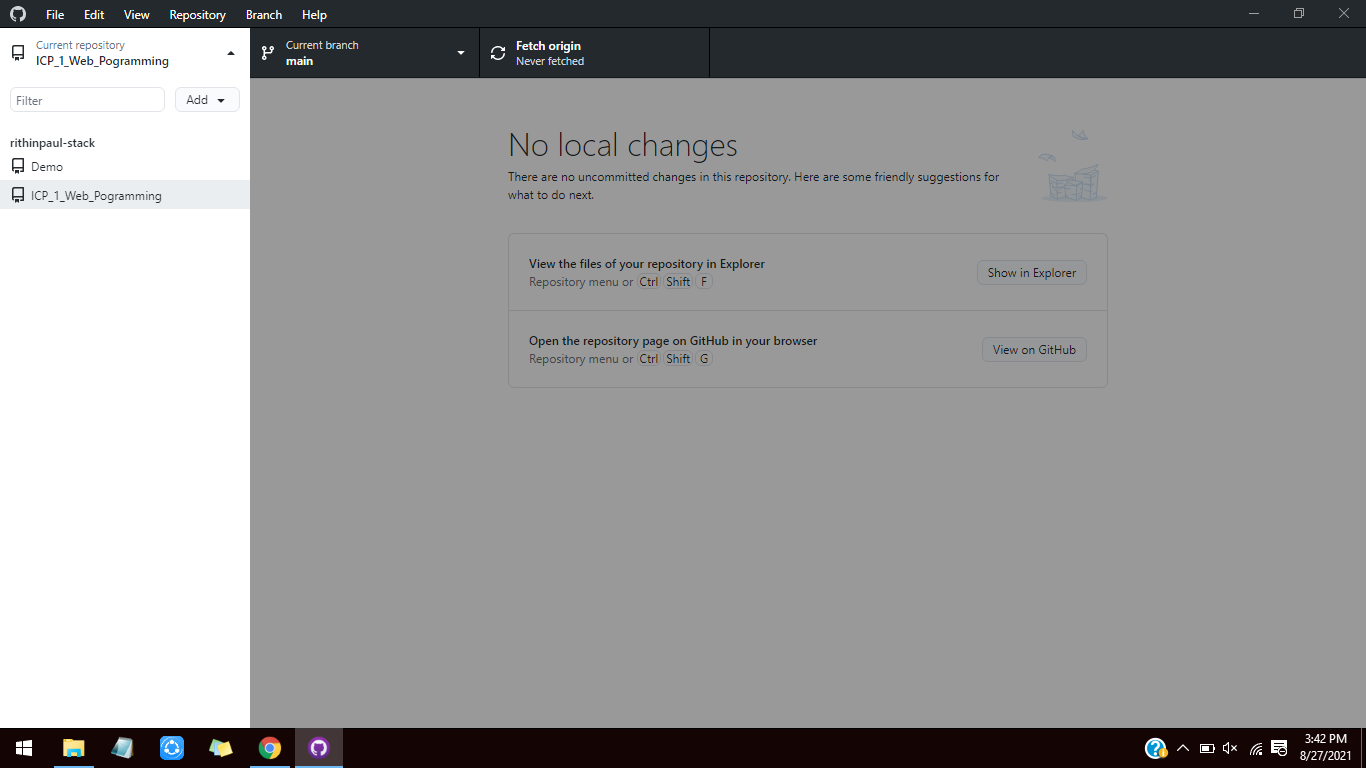 File Edit View Repository Branch Help
Current repository
ICP_1_Web_Pogramming
Current branch
main
Fetch origin
Never fetched
Filter
Add
rithinpaul-stack
Demo
ICP_1_Web_Pogramming
No local changes
There are no uncommitted changes in this repository. Here are some friendly suggestions for
what to do next.
View the files of your repository in Explorer
Repository menu or Ctrl Shift F
Show in Explorer
Open the repository page on GitHub in your browser
Repository menu or Ctrl Shift G
View on GitHub
3:42 PM
8/27/2021